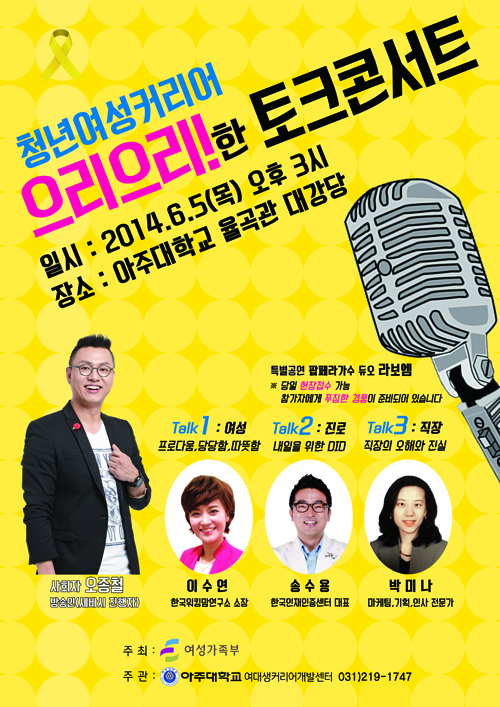 청년여성커리어
으리으리!한 토크콘서트
일시 : 2014.6.5(목) 오후 3시
장소 : 아주대학교 율곡관 대강당
특별공연 팝페라가수 듀오 라보엠
※ 당일 현장접수 가능
참가자에게 푸짐한 경품이 준비되어 있습니다
Talk1 : 여성
프로다움,당당함,따뜻함
Talk2 : 진로
내일을 위한 DID
Talk3 : 직장
직장의 오해와 진실
사회자 오종철
방송인(세바시 진행자)
이 수 연
한국워킹맘연구소 소장
송 수 용
한국인재인증센터 대표
박 미 나
마케팅,기획,인사 전문가
주 최 : 여성가족부
주 관 : 아주대학교 여대생커리어개발센터 031)219-1747